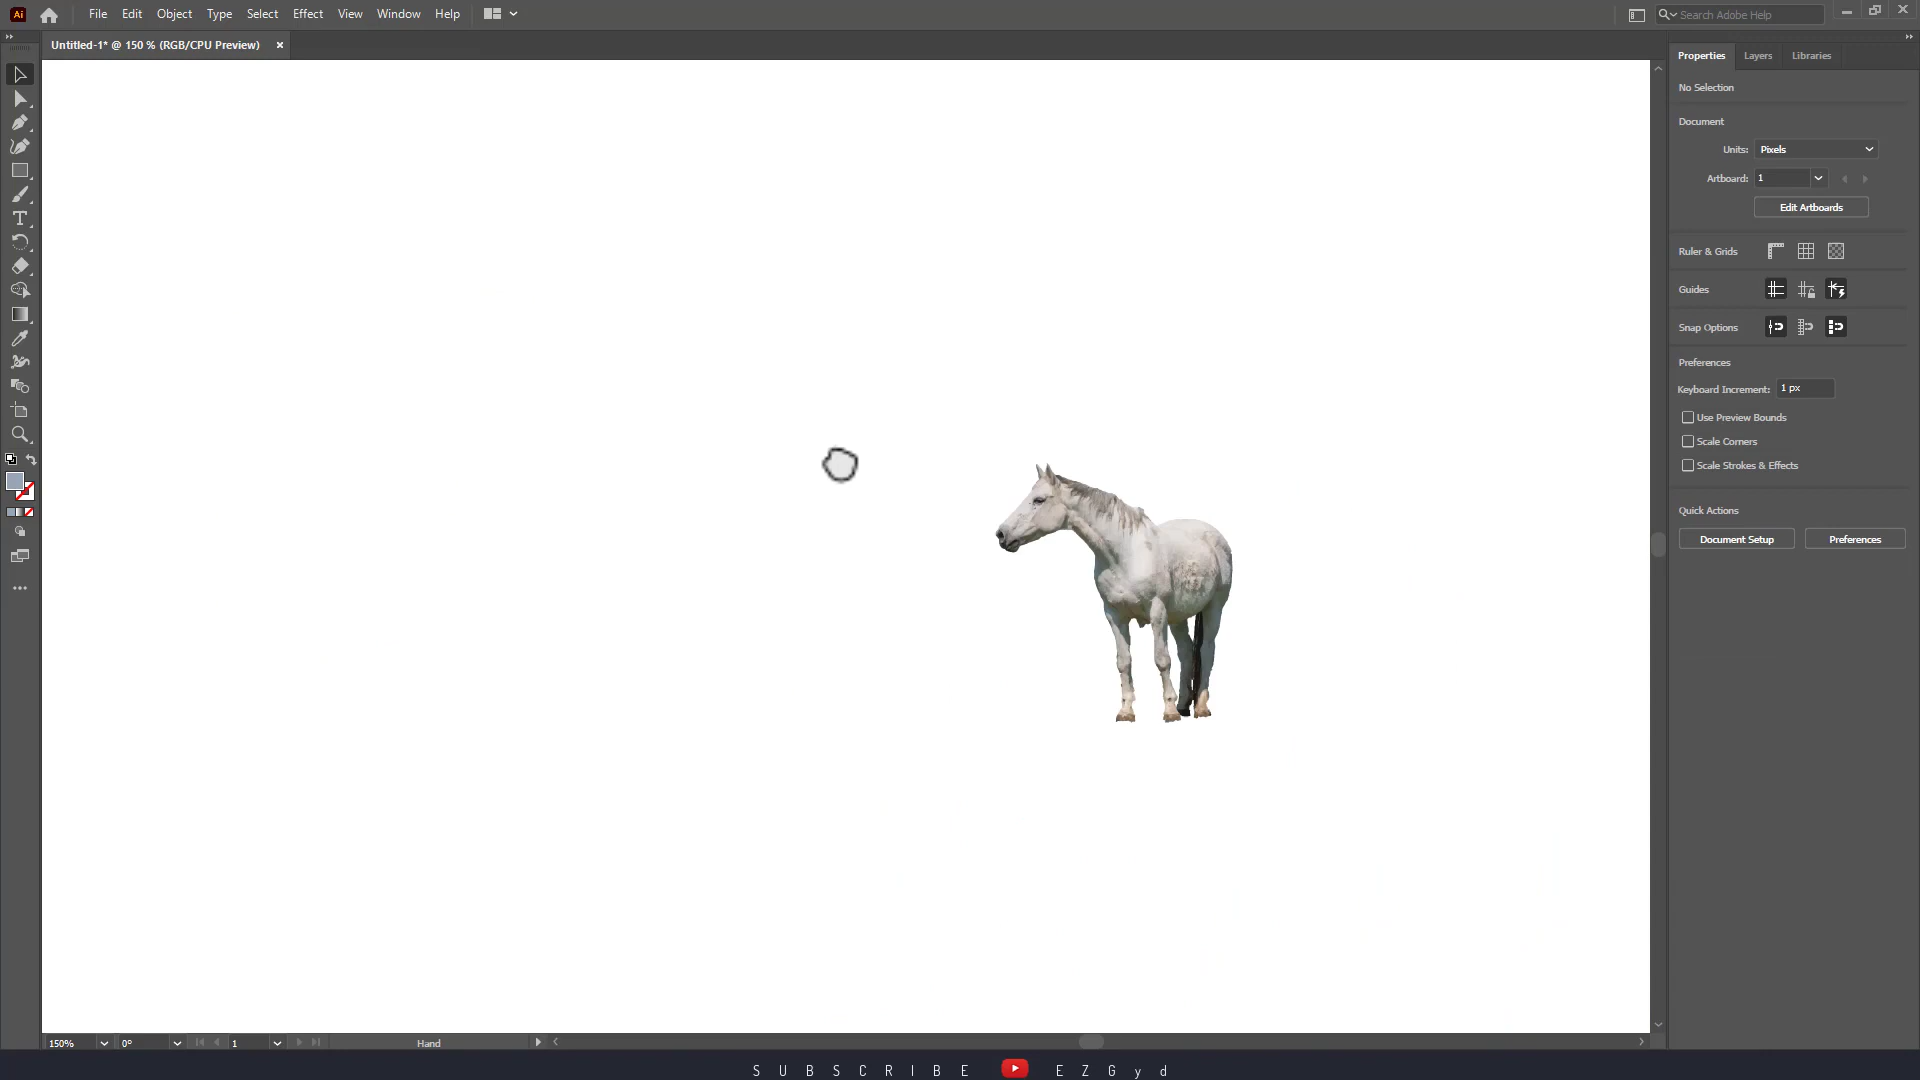 Ai File Edit Object Type Select Effect View Window Help Search Adobe Help
Untitled-1* @ 150 % (RGB/CPU Preview) ×
Properties Layers Libraries
No Selection
Document
Units: Pixels
Artboard: 1
Edit Artboards
Ruler & Grids
Guides
Snap Options
Preferences
Keyboard Increment: 1 px
Use Preview Bounds
Scale Corners
Scale Strokes & Effects
Quick Actions
Document Setup Preferences
150% 0° 1 Hand
SUBSCRIBE EZGyd